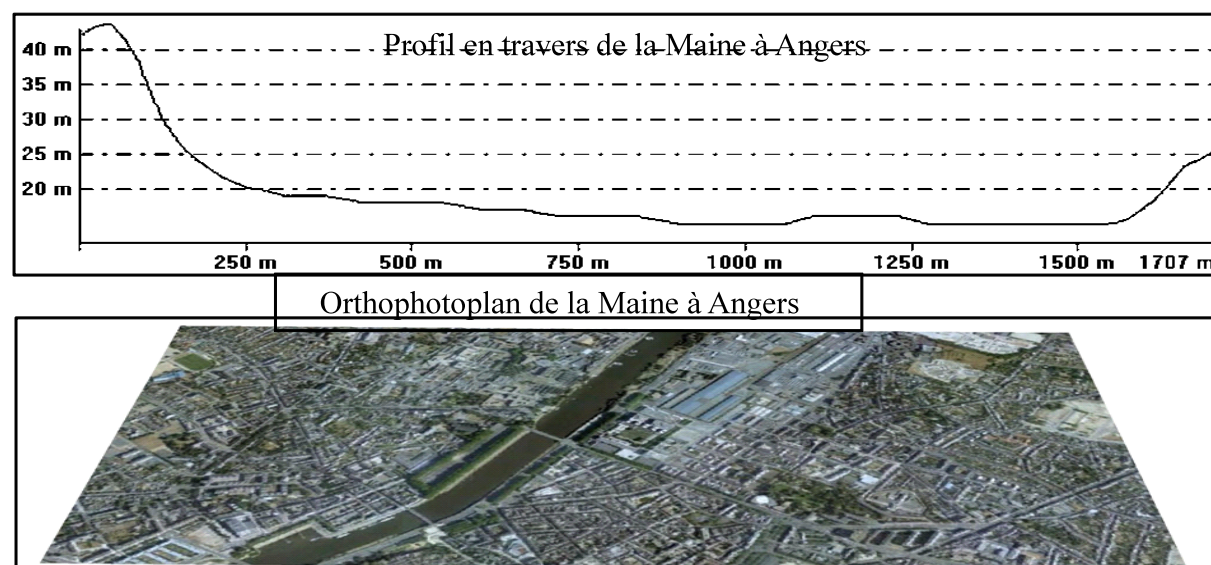 Profil en travers de la Maine à Angers
40 m
35 m
30 m
25 m
20 m
250 m 500 m 750 m 1000 m 1250 m 1500 m 1707 m
Orthophotoplan de la Maine à Angers